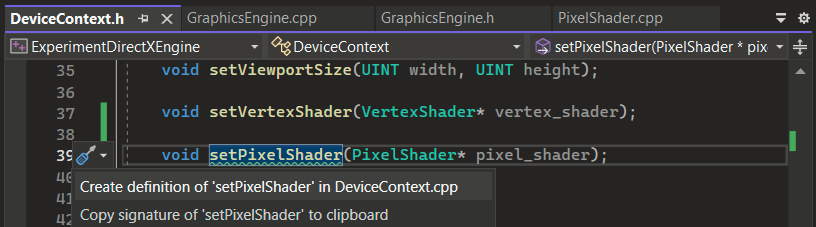 DeviceContext.h GraphicsEngine.cpp GraphicsEngine.h PixelShader.cpp
ExperimentDirectXEngine DeviceContext setPixelShader(PixelShader * pix
35 void setViewportSize(UINT width, UINT height);
36
37 void setVertexShader(VertexShader* vertex_shader);
38
39 void setPixelShader(PixelShader* pixel_shader);
40
Create definition of 'setPixelShader' in DeviceContext.cpp
41
Copy signature of 'setPixelShader' to clipboard
42